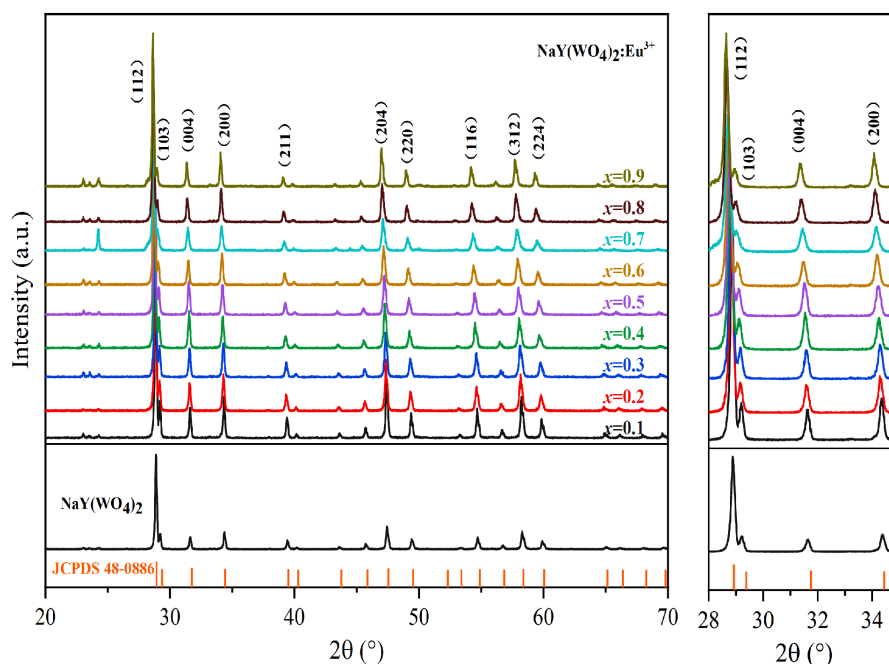 NaY(WO₄)₂:Eu³⁺
(112)
(103)
(004)
(200)
(211)
(204)
(220)
(116)
(312)
(224)
x=0.9
x=0.8
x=0.7
x=0.6
x=0.5
x=0.4
x=0.3
x=0.2
x=0.1
NaY(WO₄)₂
JCPDS 48-0886
20 30 40 50 60 70
2θ (°)
Intensity (a.u.)
(112)
(103)
(004)
(200)
28 30 32 34
2θ (°)